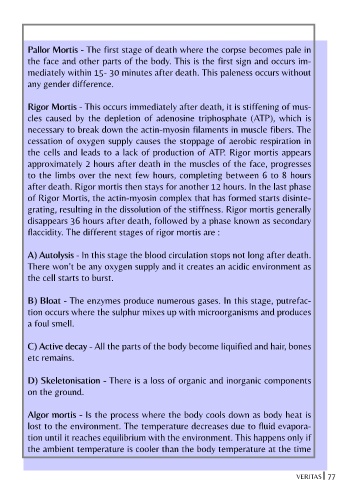 Pallor Mortis - The first stage of death where the corpse becomes pale in
the face and other parts of the body. This is the first sign and occurs im-
mediately within 15- 30 minutes after death. This paleness occurs without
any gender difference.
Rigor Mortis - This occurs immediately after death, it is stiffening of mus-
cles caused by the depletion of adenosine triphosphate (ATP), which is
necessary to break down the actin-myosin filaments in muscle fibers. The
cessation of oxygen supply causes the stoppage of aerobic respiration in
the cells and leads to a lack of production of ATP. Rigor mortis appears
approximately 2 hours after death in the muscles of the face, progresses
to the limbs over the next few hours, completing between 6 to 8 hours
after death. Rigor mortis then stays for another 12 hours. In the last phase
of Rigor Mortis, the actin-myosin complex that has formed starts disinte-
grating, resulting in the dissolution of the stiffness. Rigor mortis generally
disappears 36 hours after death, followed by a phase known as secondary
flaccidity. The different stages of rigor mortis are :
A) Autolysis - In this stage the blood circulation stops not long after death.
There won't be any oxygen supply and it creates an acidic environment as
the cell starts to burst.
B) Bloat - The enzymes produce numerous gases. In this stage, putrefac-
tion occurs where the sulphur mixes up with microorganisms and produces
a foul smell.
C) Active decay - All the parts of the body become liquified and hair, bones
etc remains.
D) Skeletonisation - There is a loss of organic and inorganic components
on the ground.
Algor mortis - Is the process where the body cools down as body heat is
lost to the environment. The temperature decreases due to fluid evapora-
tion until it reaches equilibrium with the environment. This happens only if
the ambient temperature is cooler than the body temperature at the time
VERITAS 77